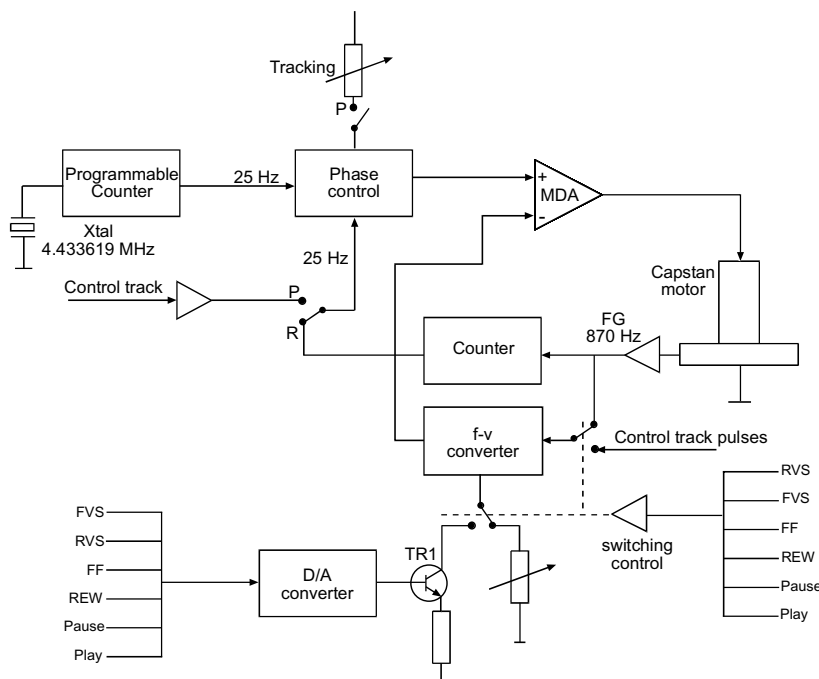 Tracking
P
Programmable
Counter
25 Hz
Phase
control
+
MDA
-
Xtal
4.433619 MHz
25 Hz
Control track
P
R
Capstan
motor
FG
870 Hz
Counter
f-v
converter
Control track pulses
RVS
FVS
FF
REW
Pause
Play
switching
control
FVS
RVS
FF
REW
Pause
Play
D/A
converter
TR1